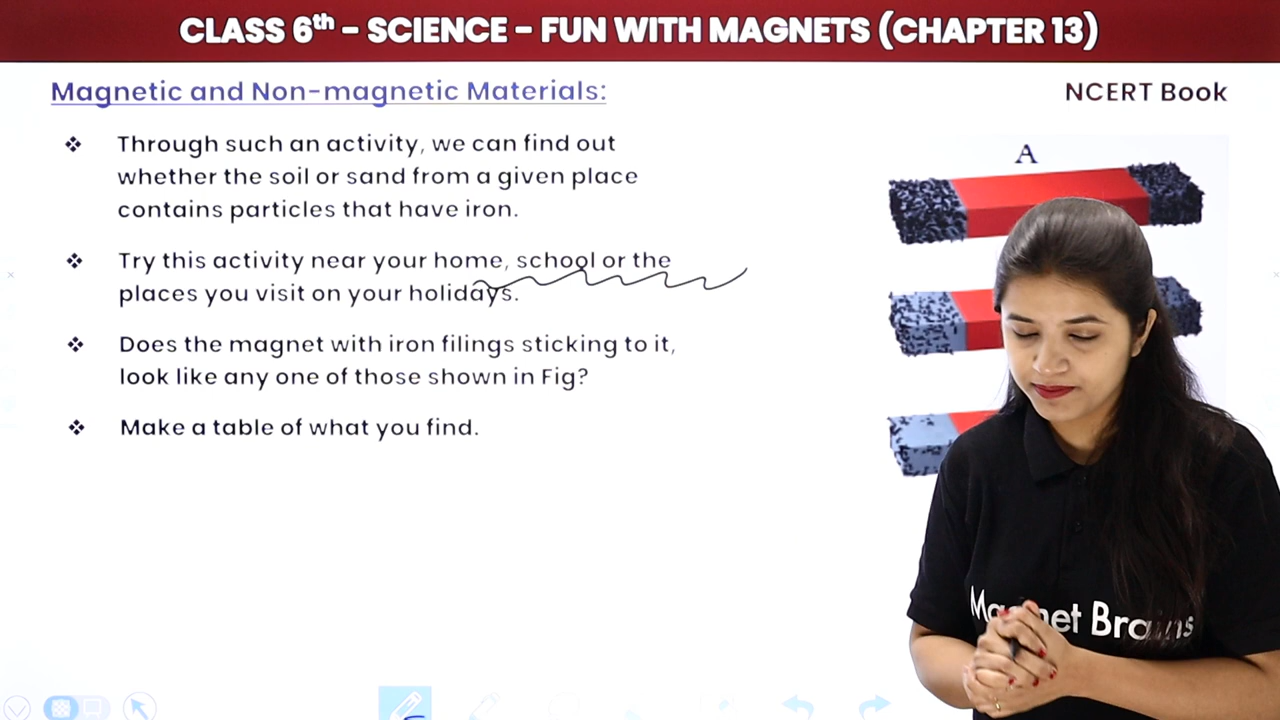 CLASS 6th – SCIENCE – FUN WITH MAGNETS (CHAPTER 13)
Magnetic and Non-magnetic Materials:
NCERT Book
Through such an activity, we can find out
whether the soil or sand from a given place
contains particles that have iron.
Try this activity near your home, school or the
places you visit on your holidays.
Does the magnet with iron filings sticking to it,
look like any one of those shown in Fig?
Make a table of what you find.
A
Magnet Brains